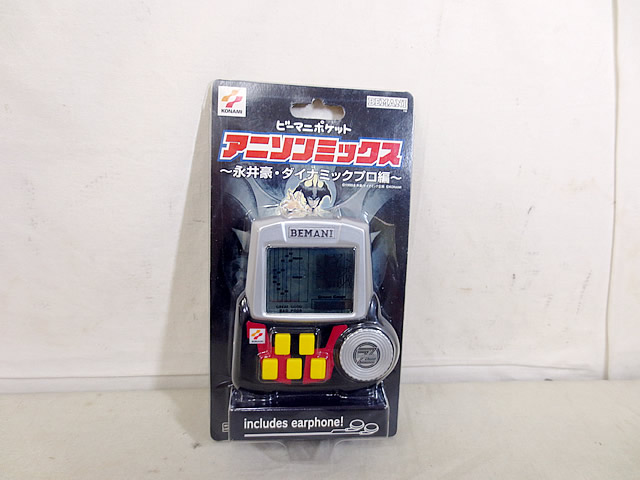 KONAMI
BEMANI
ビーマニポケット
アニソンミックス
～永井豪・ダイナミックプロ編～
BEMANI
KONAMI
includes earphone!